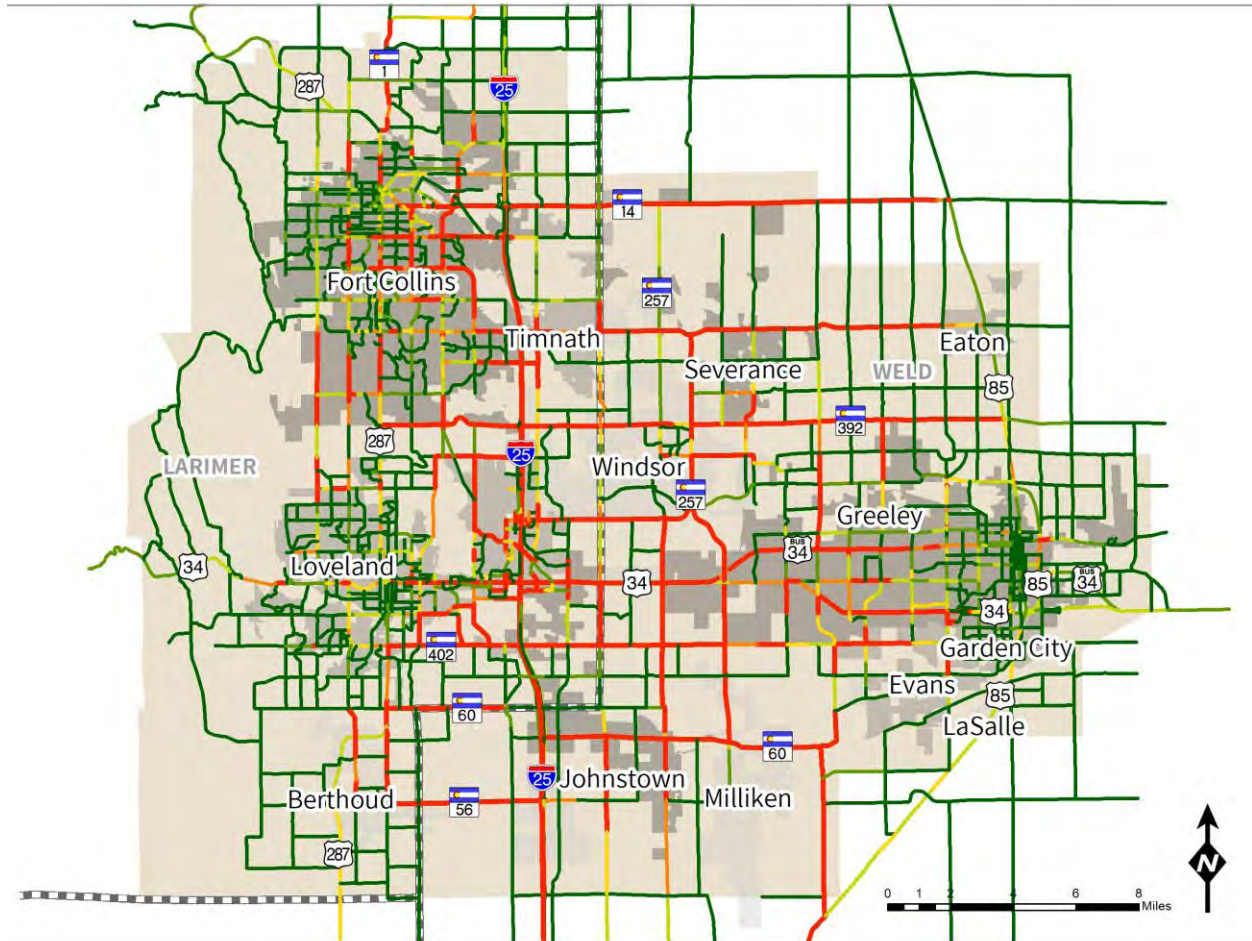 1
287
25
14
Fort Collins
257
Timnath
Eaton
Severance
WELD
85
392
287
25
LARIMER
Windsor
257
Greeley
BUS
34
Loveland
34
34
85
BUS
34
34
402
Garden City
Evans
60
85
LaSalle
60
25
Johnstown
Berthoud
56
Milliken
287
N
0 1 2 4 6 8
Miles